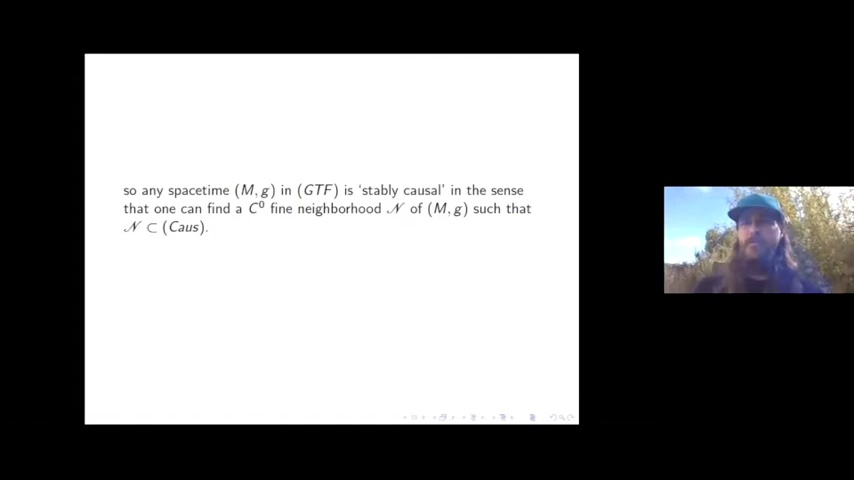 so any spacetime (M, g) in (GTF) is ‘stably causal’ in the sense
that one can find a C⁰ fine neighborhood 𝒩 of (M, g) such that
𝒩 ⊂ (Caus).